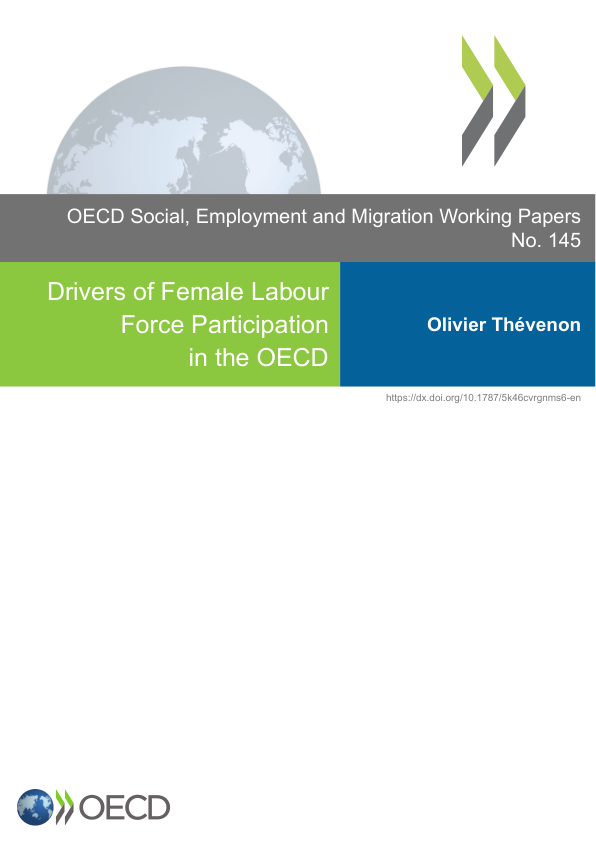 OECD Social, Employment and Migration Working Papers
No. 145
Drivers of Female Labour
Force Participation
in the OECD
Olivier Thévenon
https://dx.doi.org/10.1787/5k46cvrgnms6-en
OECD